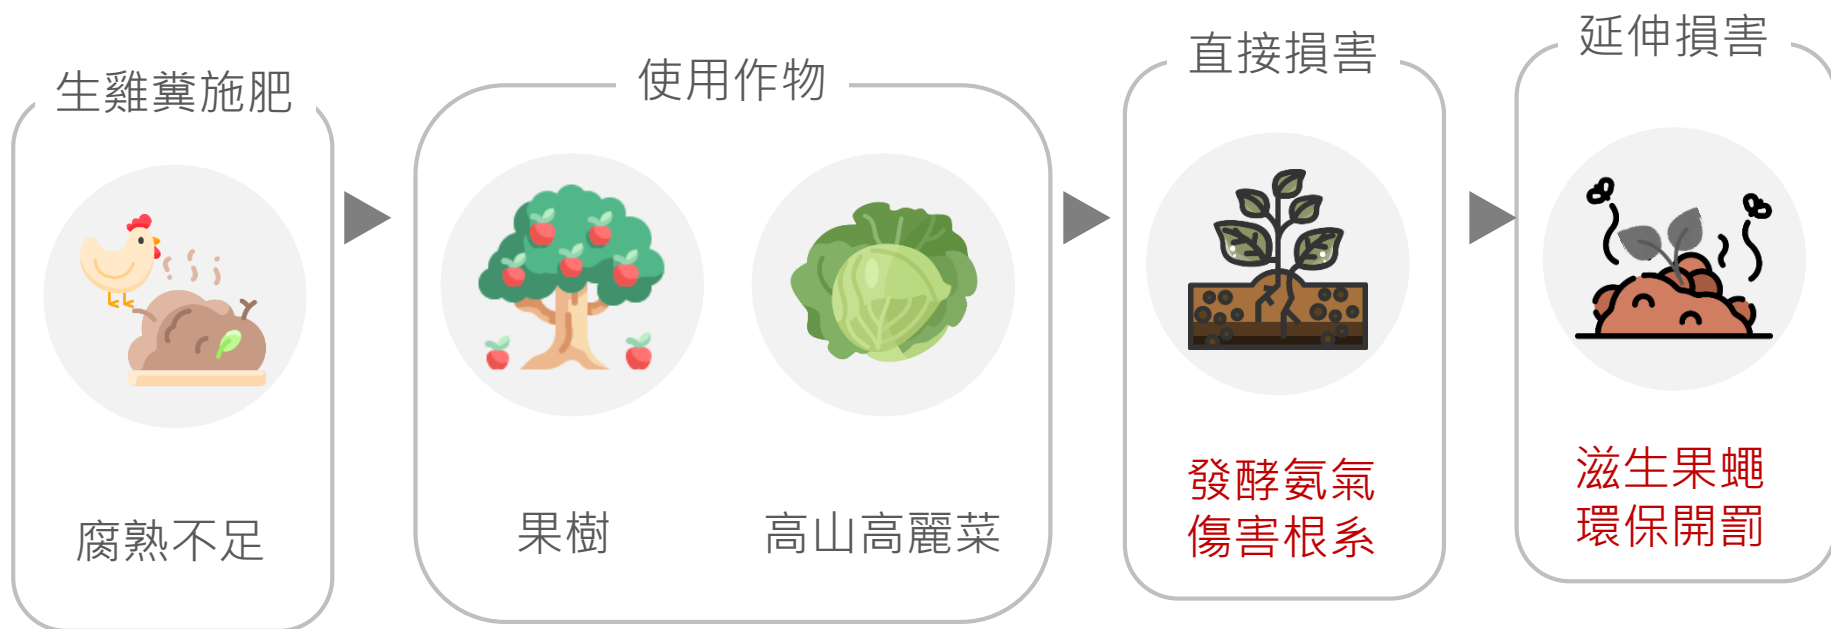 生雞糞施肥
腐熟不足
使用作物
果樹
高山高麗菜
直接損害
發酵氨氣
傷害根系
延伸損害
滋生果蠅
環保開罰